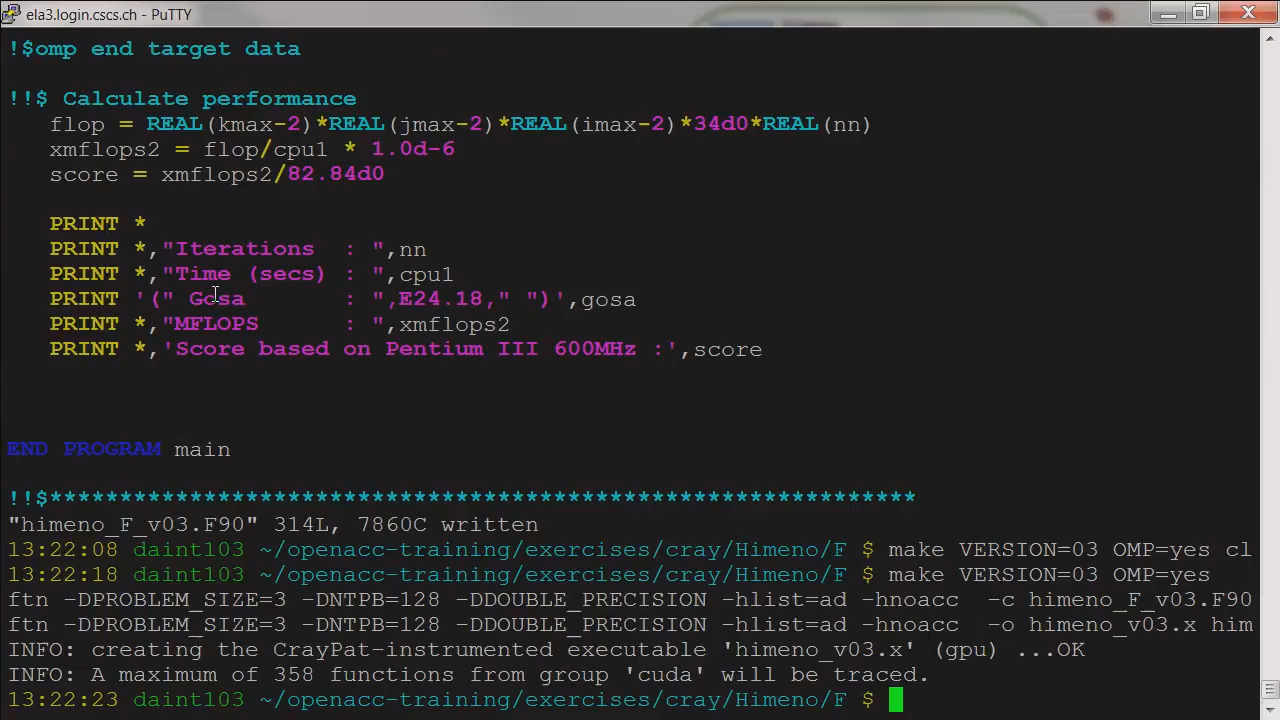 ela3.login.cscs.ch - PuTTY
!$omp end target data
!!$ Calculate performance
flop = REAL(kmax-2)*REAL(jmax-2)*REAL(imax-2)*34d0*REAL(nn)
xmflops2 = flop/cpu1 * 1.0d-6
score = xmflops2/82.84d0
PRINT *
PRINT *,"Iterations  : ",nn
PRINT *,"Time (secs) : ",cpu1
PRINT '(" Gosa       : ",E24.18," ")',gosa
PRINT *,"MFLOPS      : ",xmflops2
PRINT *,'Score based on Pentium III 600MHz :',score
END PROGRAM main
!!$**************************************************************
"himeno_F_v03.F90" 314L, 7860C written
13:22:08 daint103 ~/openacc-training/exercises/cray/Himeno/F $ make VERSION=03 OMP=yes cl
13:22:18 daint103 ~/openacc-training/exercises/cray/Himeno/F $ make VERSION=03 OMP=yes
ftn -DPROBLEM_SIZE=3 -DNTPB=128 -DDOUBLE_PRECISION -hlist=ad -hnoacc  -c himeno_F_v03.F90
ftn -DPROBLEM_SIZE=3 -DNTPB=128 -DDOUBLE_PRECISION -hlist=ad -hnoacc  -o himeno_v03.x him
INFO: creating the CrayPat-instrumented executable 'himeno_v03.x' (gpu) ...OK
INFO: A maximum of 358 functions from group 'cuda' will be traced.
13:22:23 daint103 ~/openacc-training/exercises/cray/Himeno/F $